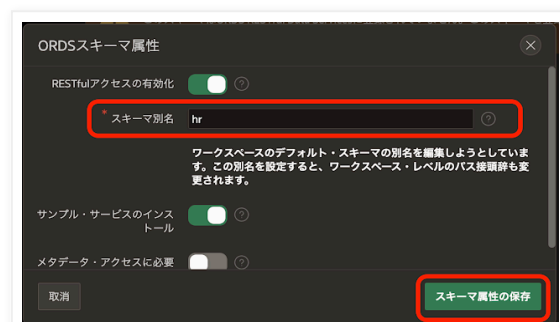 ORDSスキーマ属性
RESTfulアクセスの有効化
* スキーマ別名
hr
ワークスペースのデフォルト・スキーマの別名を編集しようとしていま
す。この別名を設定すると、ワークスペース・レベルのパス接頭辞も変
更されます。
サンプル・サービスのインス
トール
メタデータ・アクセスに必要
取消
スキーマ属性の保存